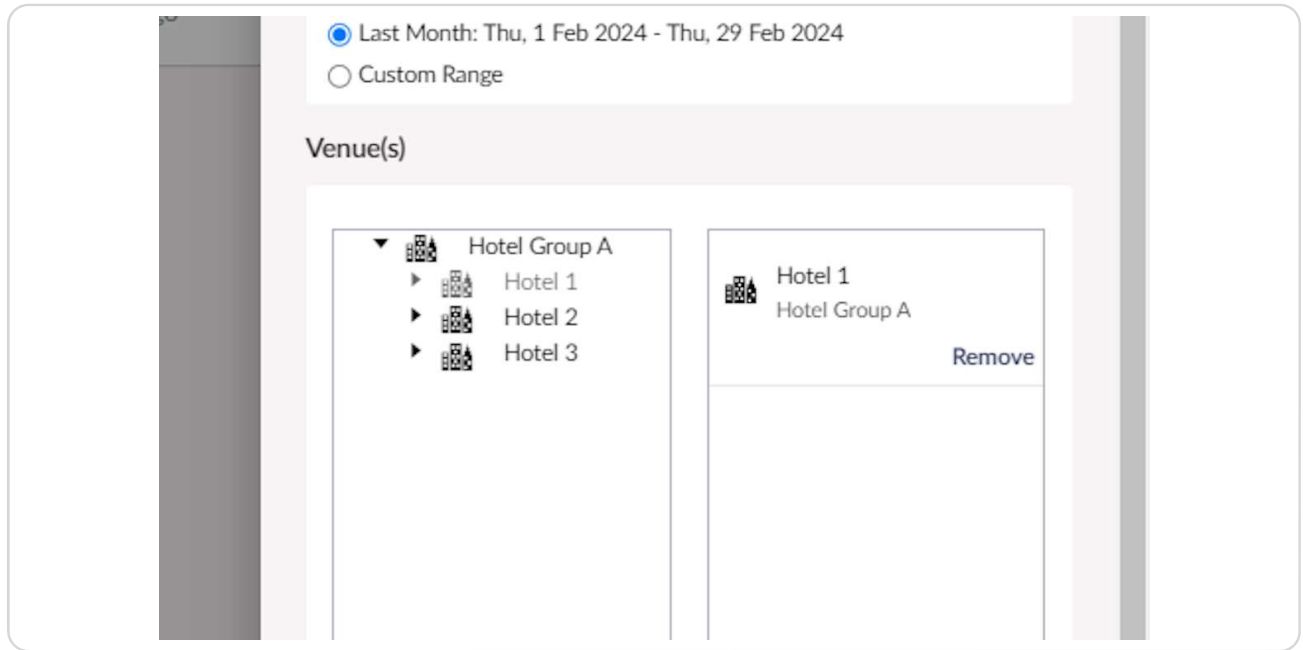 Last Month: Thu, 1 Feb 2024 - Thu, 29 Feb 2024
Custom Range
Venue(s)
Hotel Group A
Hotel 1
Hotel 2
Hotel 3
Hotel 1
Hotel Group A
Remove